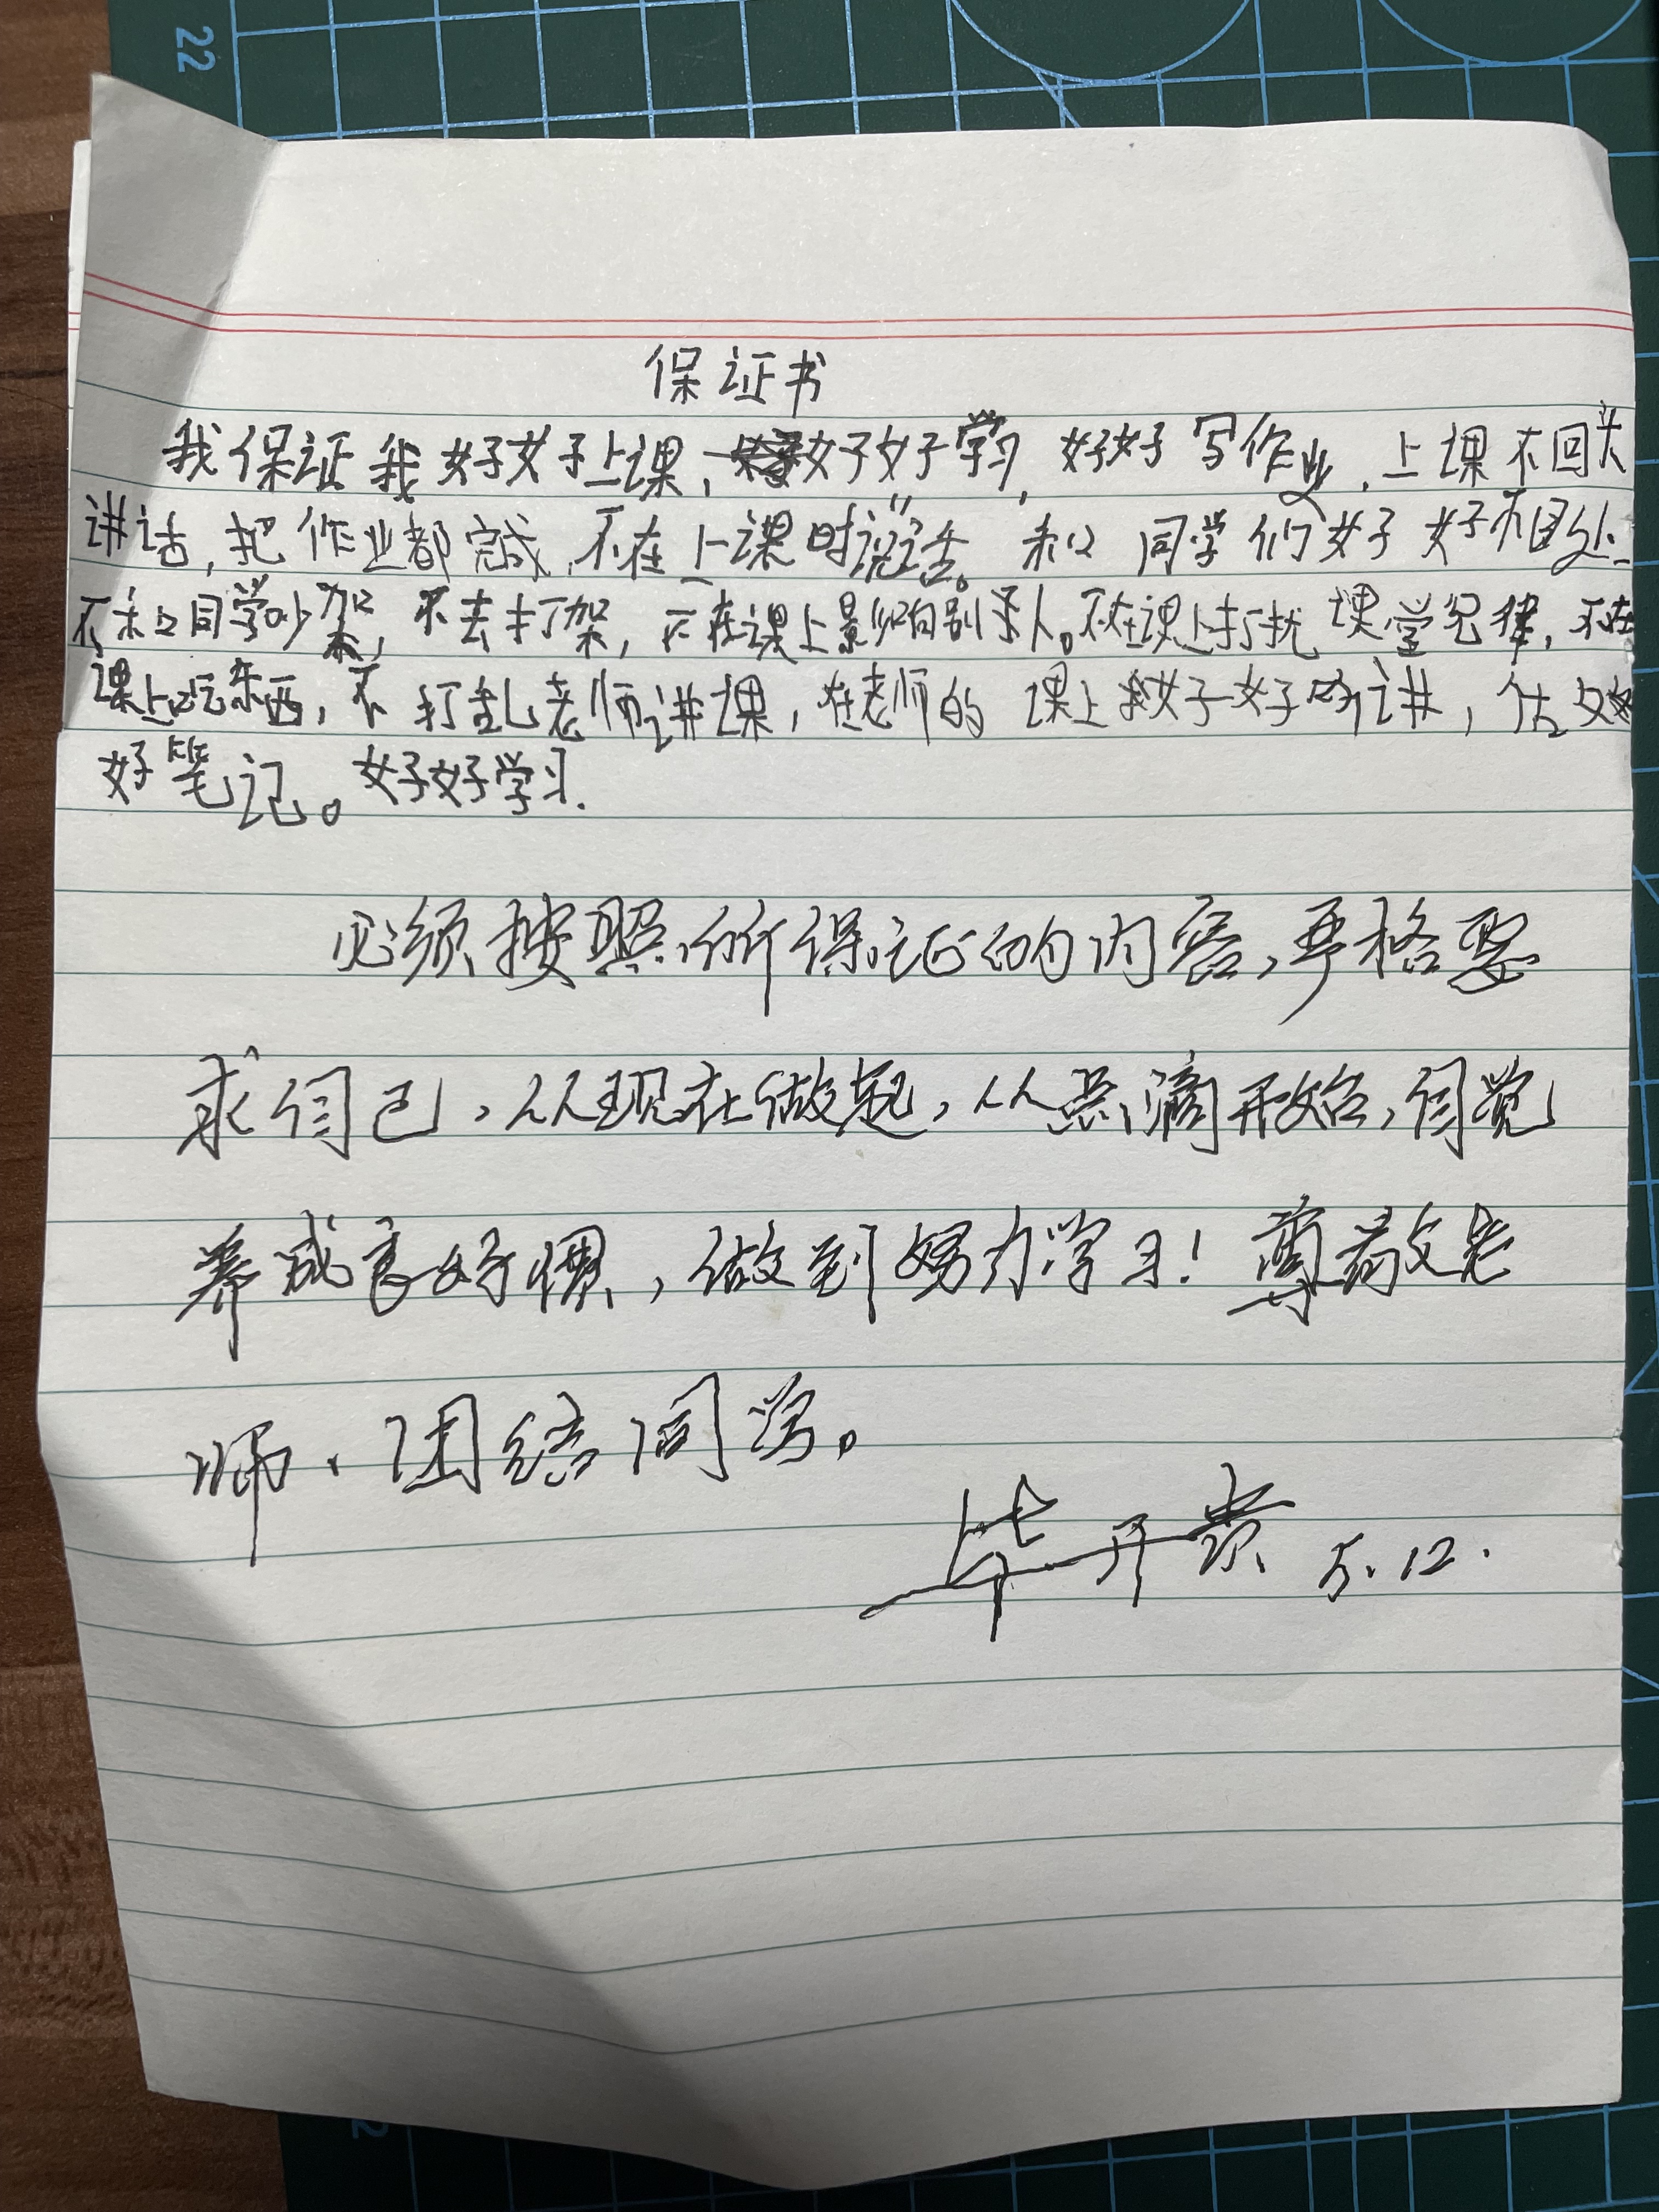 22
保证书
我保证我好好上课,好好学习,好好写作业,上课不回头
讲话,把作业都完成,不在上课时说话。和同学们好好相处
不和同学吵架,不去打架,不在课上影响别人。不在课上打扰课堂纪律,不在
课上玩东西,不打乱老师讲课,在老师的课上好好听讲,做
好笔记。好好学习.
必须按照所保证的内容,严格要
求自己,从现在做起,从点滴开始,自觉
养成良好惯,做到努力学习!尊敬老
师、团结同学。
毕开贵 5.12.